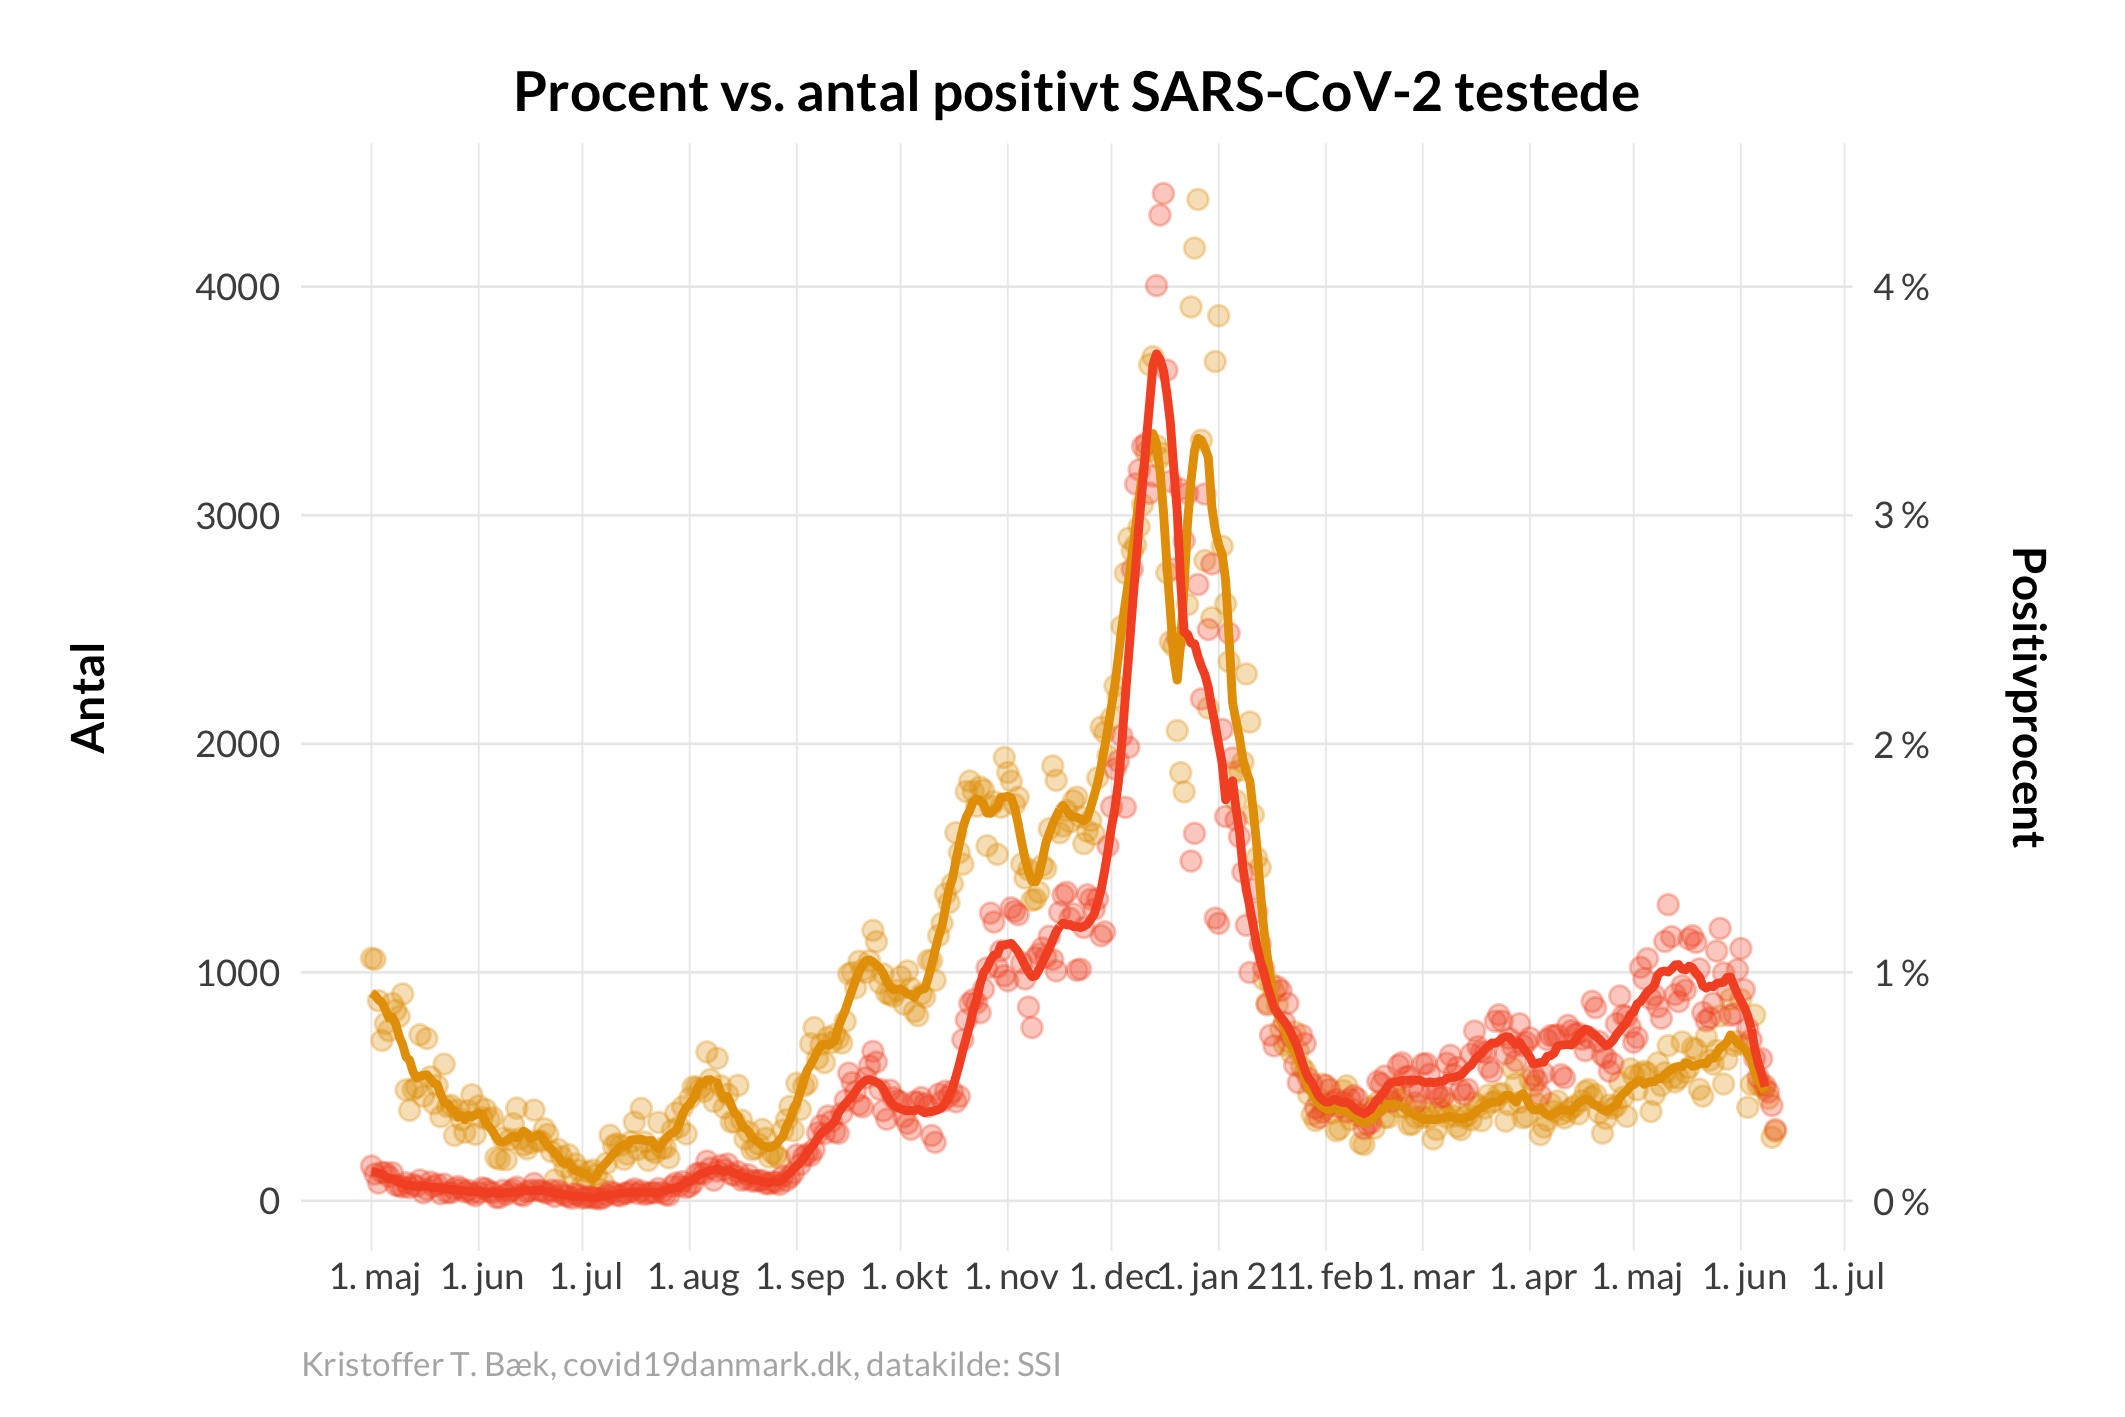 Procent vs. antal positivt SARS-CoV-2 testede
Antal
4000
3000
2000
1000
0
4 %
3 %
2 %
1 %
0 %
Positivprocent
1. maj 1. jun 1. jul 1. aug 1. sep 1. okt 1. nov 1. dec 1. jan 21 1. feb 1. mar 1. apr 1. maj 1. jun 1. jul
Kristoffer T. Bæk, covid19danmark.dk, datakilde: SSI